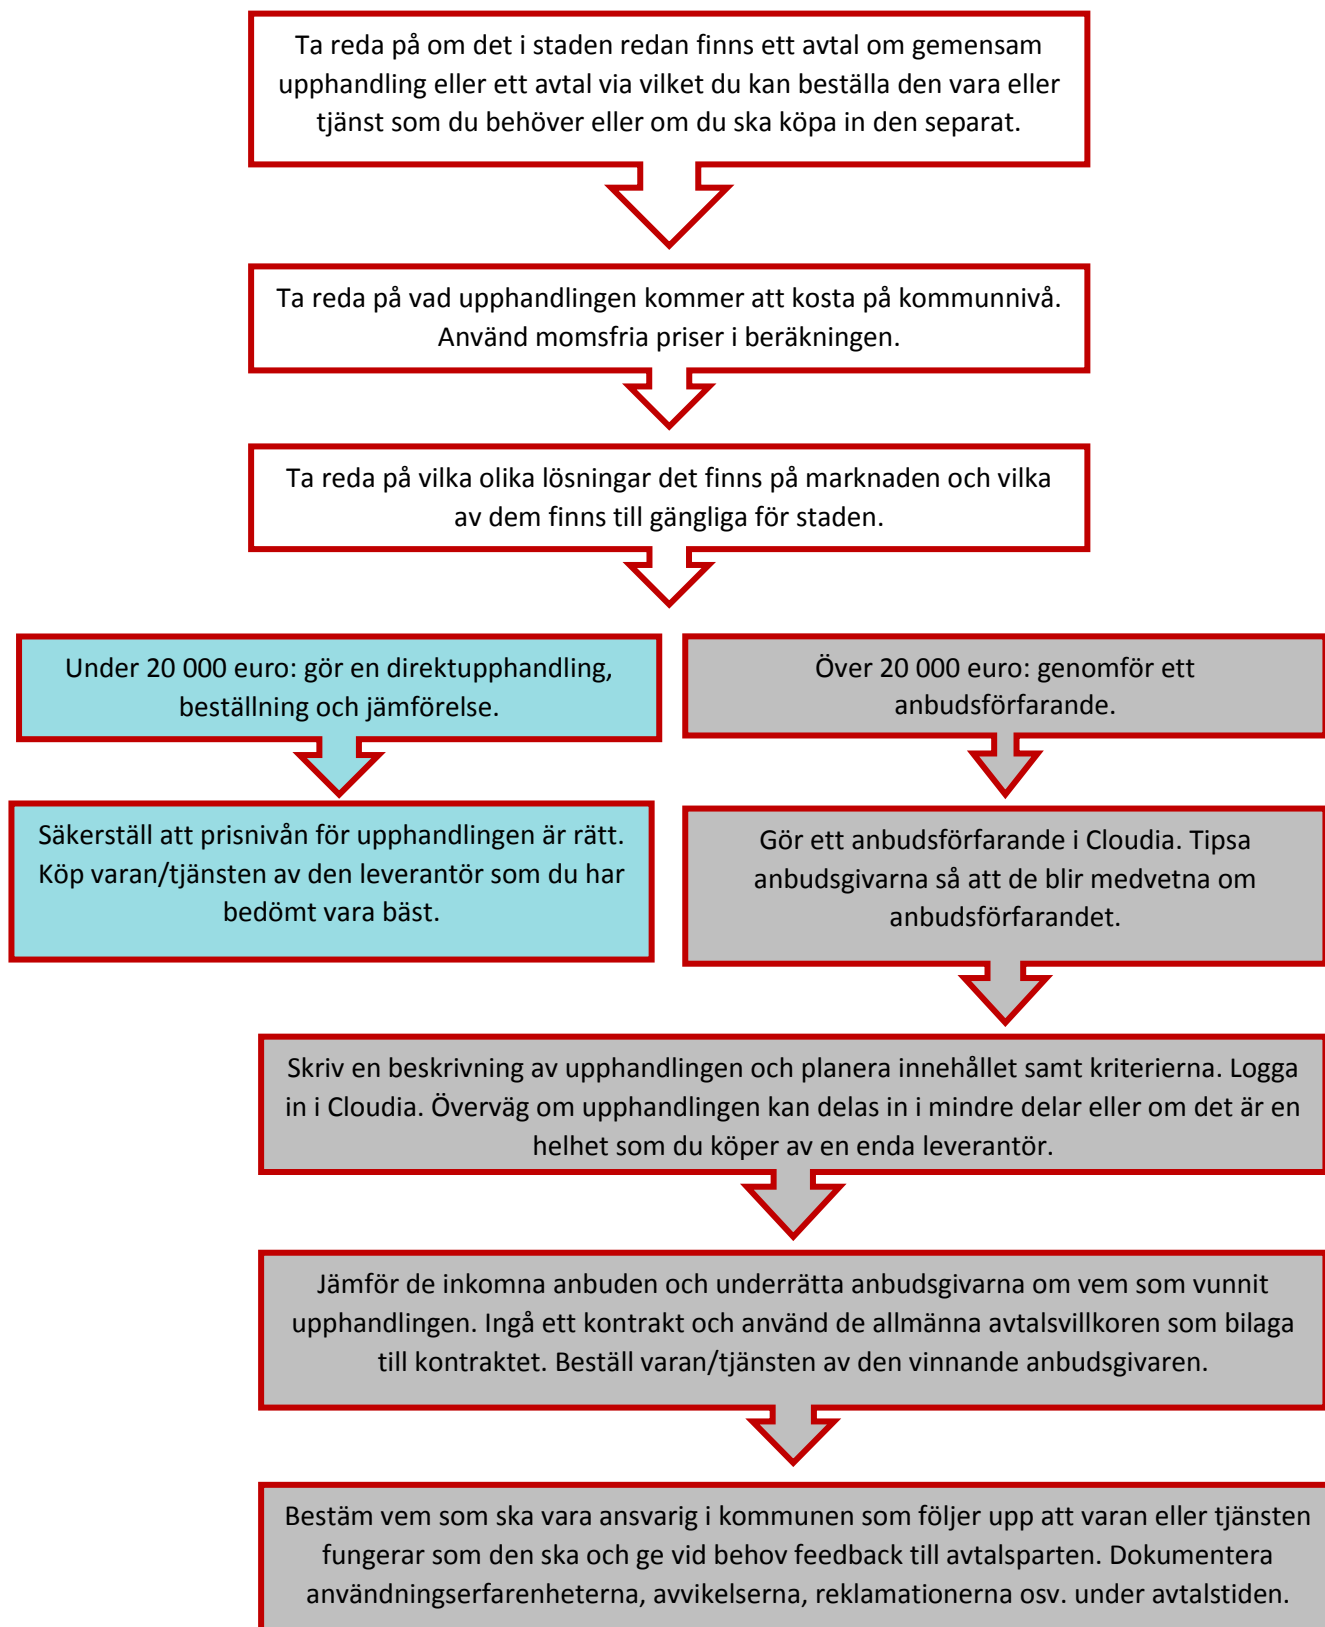 Ta reda på om det i staden redan finns ett avtal om gemensam
upphandling eller ett avtal via vilket du kan beställa den vara eller
tjänst som du behöver eller om du ska köpa in den separat.
Ta reda på vad upphandlingen kommer att kosta på kommunnivå.
Använd momsfria priser i beräkningen.
Ta reda på vilka olika lösningar det finns på marknaden och vilka
av dem finns till gängliga för staden.
Under 20 000 euro: gör en direktupphandling,
beställning och jämförelse.
Över 20 000 euro: genomför ett
anbudsförfarande.
Säkerställ att prisnivån för upphandlingen är rätt.
Köp varan/tjänsten av den leverantör som du har
bedömt vara bäst.
Gör ett anbudsförfarande i Cloudia. Tipsa
anbudsgivarna så att de blir medvetna om
anbudsförfarandet.
Skriv en beskrivning av upphandlingen och planera innehållet samt kriterierna. Logga
in i Cloudia. Överväg om upphandlingen kan delas in i mindre delar eller om det är en
helhet som du köper av en enda leverantör.
Jämför de inkomna anbuden och underrätta anbudsgivarna om vem som vunnit
upphandlingen. Ingå ett kontrakt och använd de allmänna avtalsvillkoren som bilaga
till kontraktet. Beställ varan/tjänsten av den vinnande anbudsgivaren.
Bestäm vem som ska vara ansvarig i kommunen som följer upp att varan eller tjänsten
fungerar som den ska och ge vid behov feedback till avtalsparten. Dokumentera
användningserfarenheterna, avvikelserna, reklamationerna osv. under avtalstiden.